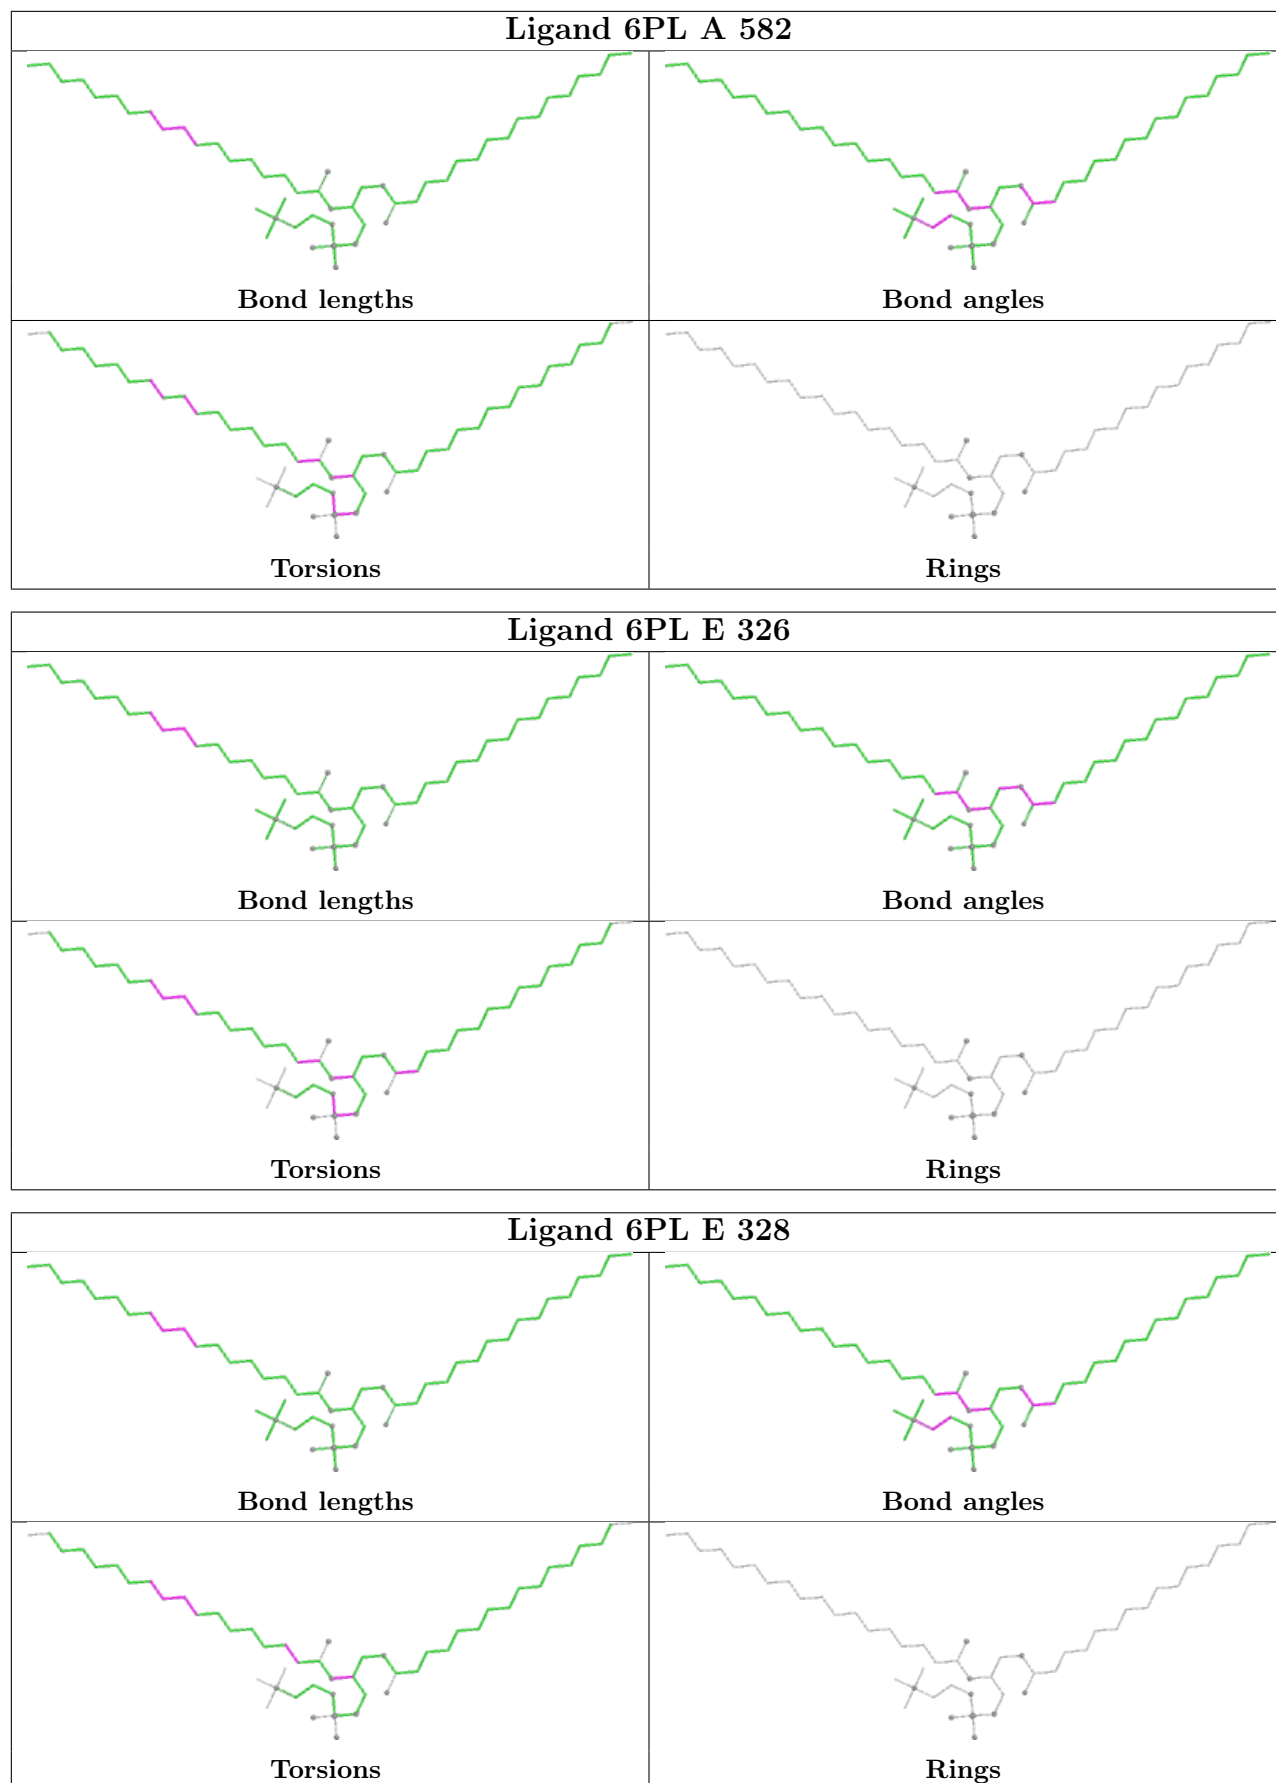 Ligand 6PL A 582
Bond lengths
Bond angles
Torsions
Rings
Ligand 6PL E 326
Bond lengths
Bond angles
Torsions
Rings
Ligand 6PL E 328
Bond lengths
Bond angles
Torsions
Rings